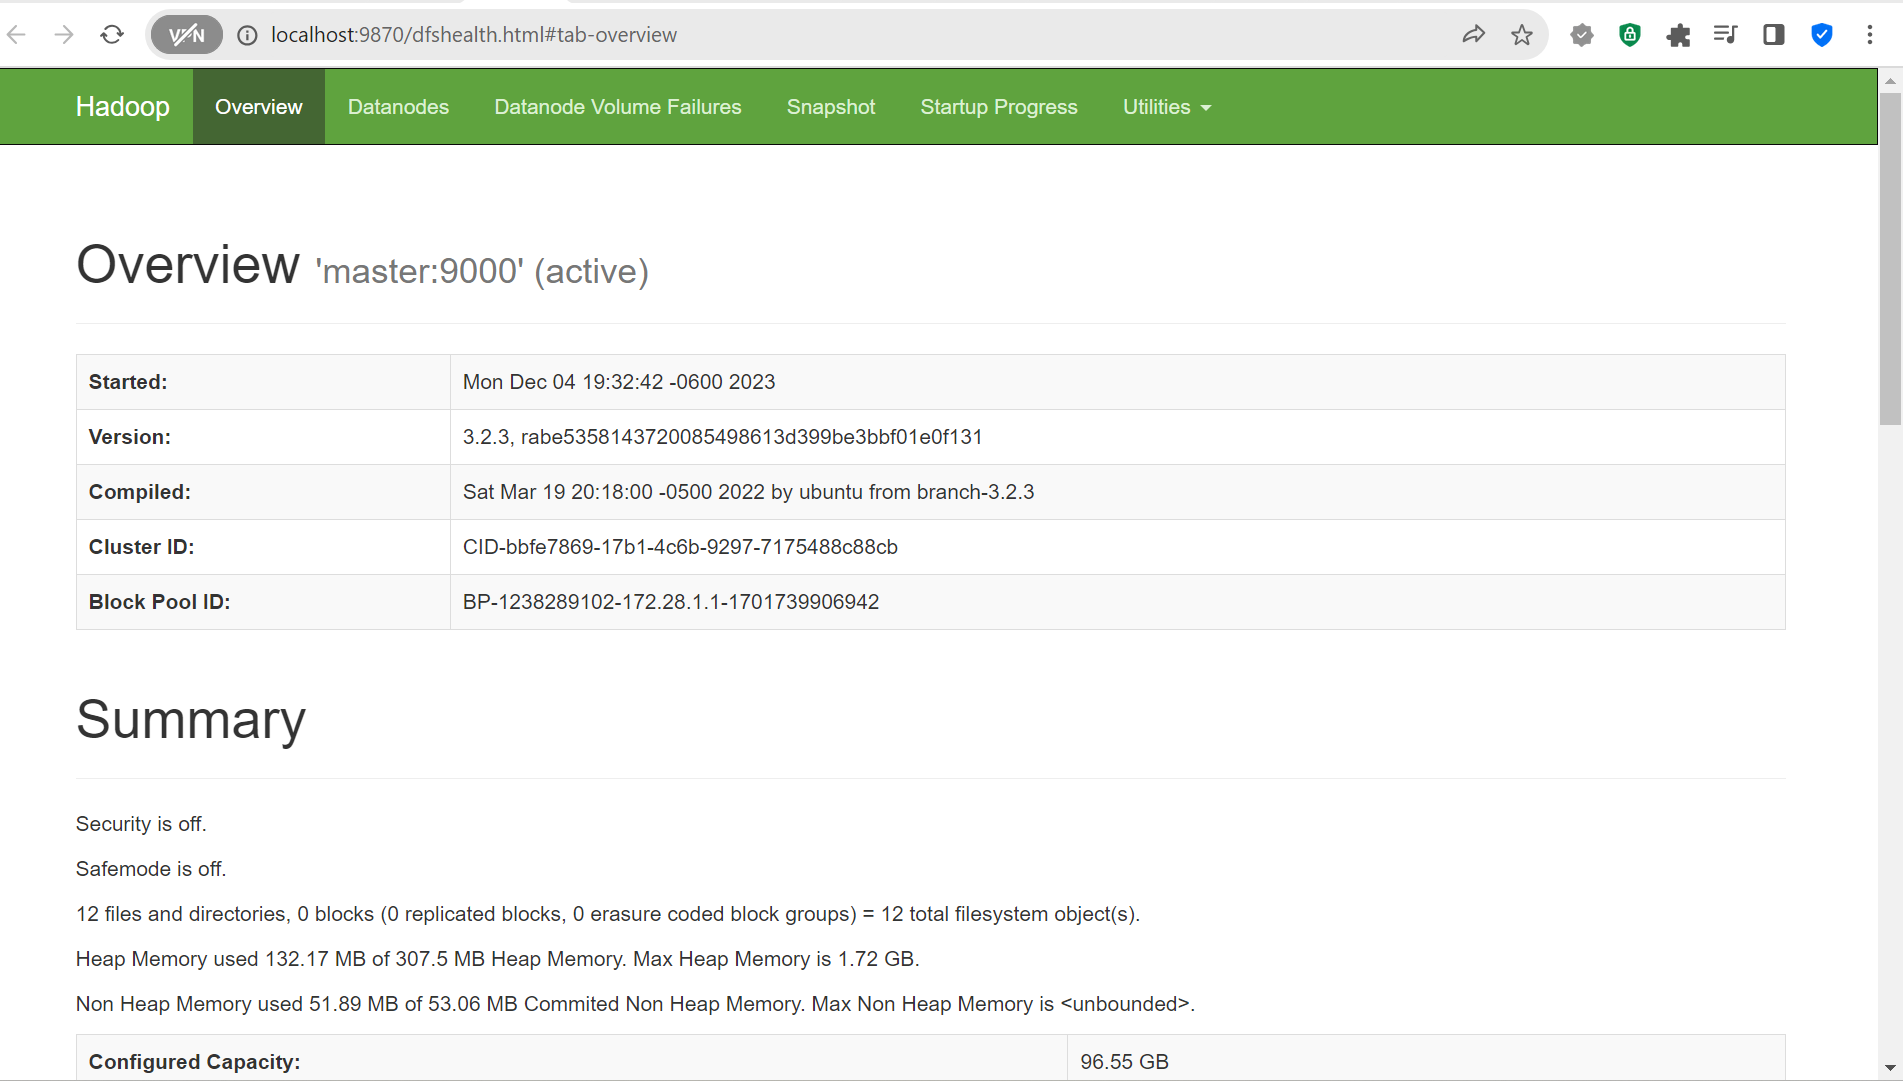 VPN localhost:9870/dfshealth.html#tab-overview
Hadoop Overview Datanodes Datanode Volume Failures Snapshot Startup Progress Utilities
Overview 'master:9000' (active)
Started: Mon Dec 04 19:32:42 -0600 2023
Version: 3.2.3, rabe5358143720085498613d399be3bbf01e0f131
Compiled: Sat Mar 19 20:18:00 -0500 2022 by ubuntu from branch-3.2.3
Cluster ID: CID-bbfe7869-17b1-4c6b-9297-7175488c88cb
Block Pool ID: BP-1238289102-172.28.1.1-1701739906942
Summary
Security is off.
Safemode is off.
12 files and directories, 0 blocks (0 replicated blocks, 0 erasure coded block groups) = 12 total filesystem object(s).
Heap Memory used 132.17 MB of 307.5 MB Heap Memory. Max Heap Memory is 1.72 GB.
Non Heap Memory used 51.89 MB of 53.06 MB Commited Non Heap Memory. Max Non Heap Memory is <unbounded>.
Configured Capacity: 96.55 GB